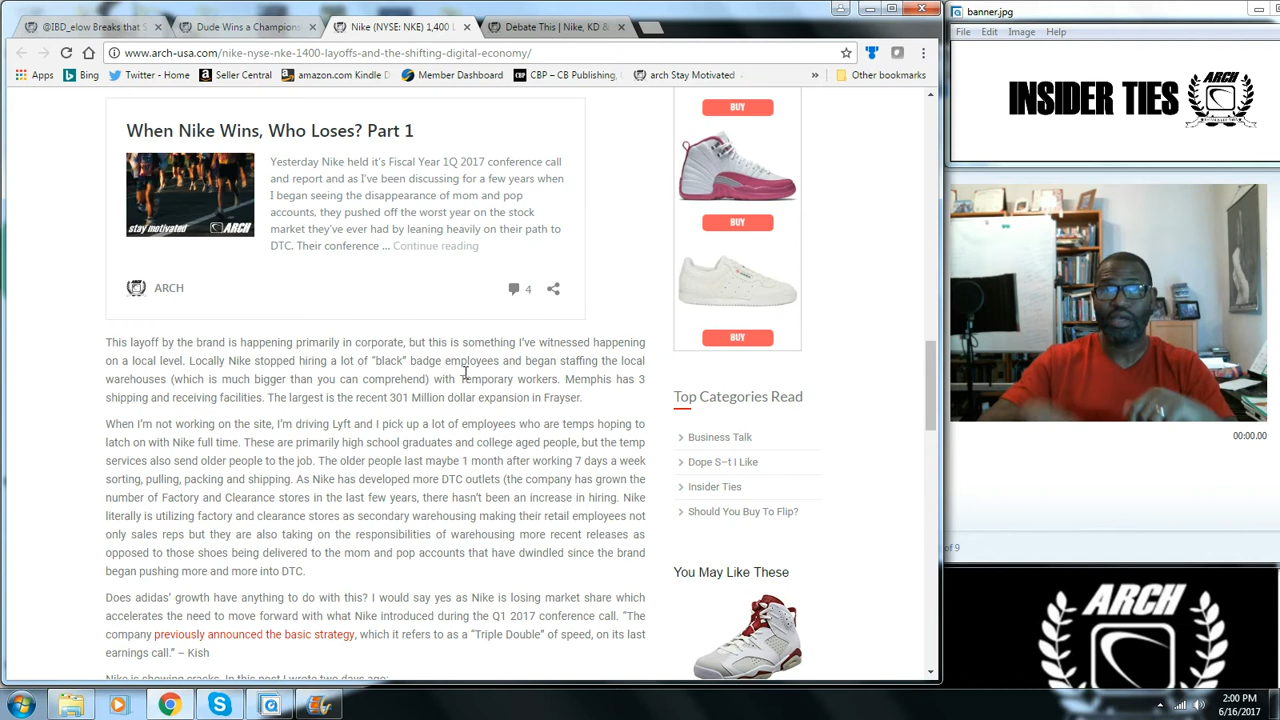 @IBD_elow Breaks that S
Dude Wins a Champions
Nike (NYSE: NKE) 1,400 L
Debate This | Nike, KD &
www.arch-usa.com/nike-nyse-nke-1400-layoffs-and-the-shifting-digital-economy/
Apps
Bing
Twitter - Home
Seller Central
amazon.com Kindle D
Member Dashboard
CBP – CB Publishing,
arch Stay Motivated
»
Other bookmarks
When Nike Wins, Who Loses? Part 1
stay motivated
ARCH
Yesterday Nike held it's Fiscal Year 1Q 2017 conference call
and report and as I've been discussing for a few years when
I began seeing the disappearance of mom and pop
accounts, they pushed off the worst year on the stock
market they've ever had by leaning heavily on their path to
DTC. Their conference ... Continue reading
ARCH
4
This layoff by the brand is happening primarily in corporate, but this is something I've witnessed happening
on a local level. Locally Nike stopped hiring a lot of "black" badge employees and began staffing the local
warehouses (which is much bigger than you can comprehend) with Temporary workers. Memphis has 3
shipping and receiving facilities. The largest is the recent 301 Million dollar expansion in Frayser.
When I'm not working on the site, I'm driving Lyft and I pick up a lot of employees who are temps hoping to
latch on with Nike full time. These are primarily high school graduates and college aged people, but the temp
services also send older people to the job. The older people last maybe 1 month after working 7 days a week
sorting, pulling, packing and shipping. As Nike has developed more DTC outlets (the company has grown the
number of Factory and Clearance stores in the last few years, there hasn't been an increase in hiring. Nike
literally is utilizing factory and clearance stores as secondary warehousing making their retail employees not
only sales reps but they are also taking on the responsibilities of warehousing more recent releases as
opposed to those shoes being delivered to the mom and pop accounts that have dwindled since the brand
began pushing more and more into DTC.
Does adidas' growth have anything to do with this? I would say yes as Nike is losing market share which
accelerates the need to move forward with what Nike introduced during the Q1 2017 conference call. "The
company previously announced the basic strategy, which it refers to as a "Triple Double" of speed, on its last
earnings call." – Kish
Nike is showing cracks. In this post I wrote two days ago:
BUY
BUY
BUY
Top Categories Read
Business Talk
Dope S–t I Like
Insider Ties
Should You Buy To Flip?
You May Like These
banner.jpg
File Edit Image Help
INSIDER TIES
ARCH
00:00.00
of 9
ARCH
2:00 PM
6/16/2017